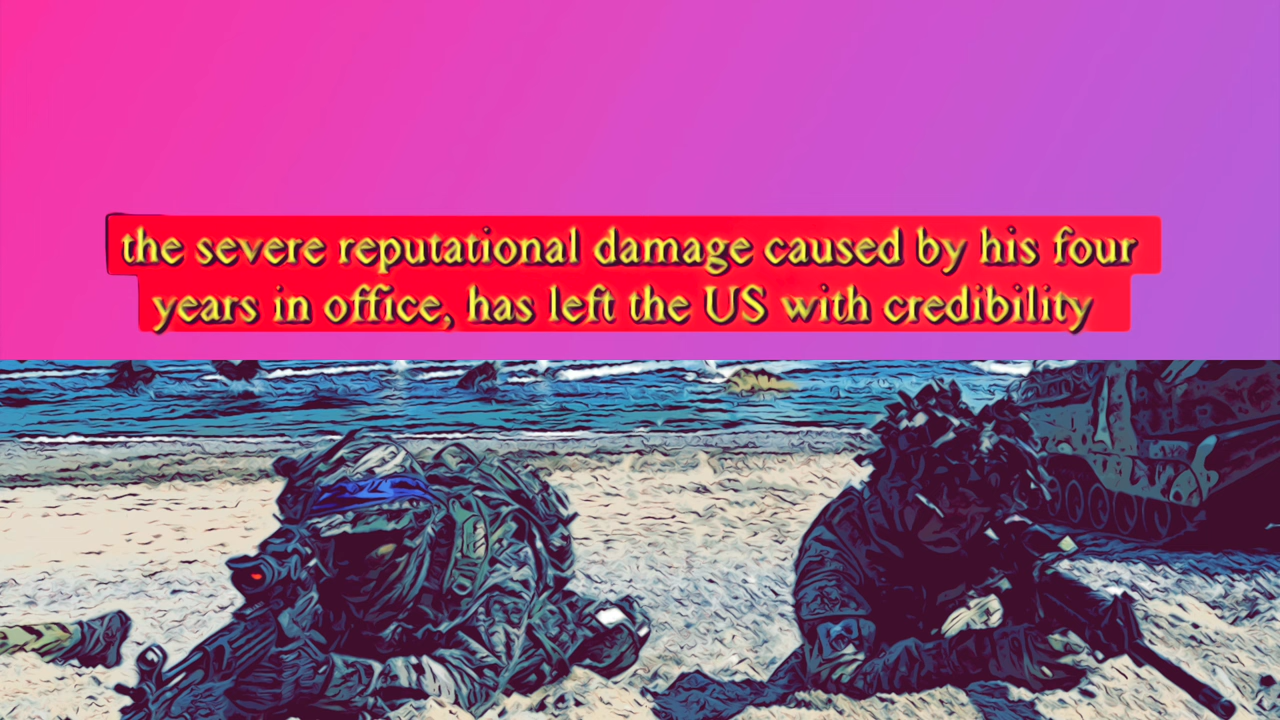 the severe reputational damage caused by his four
years in office, has left the US with credibility